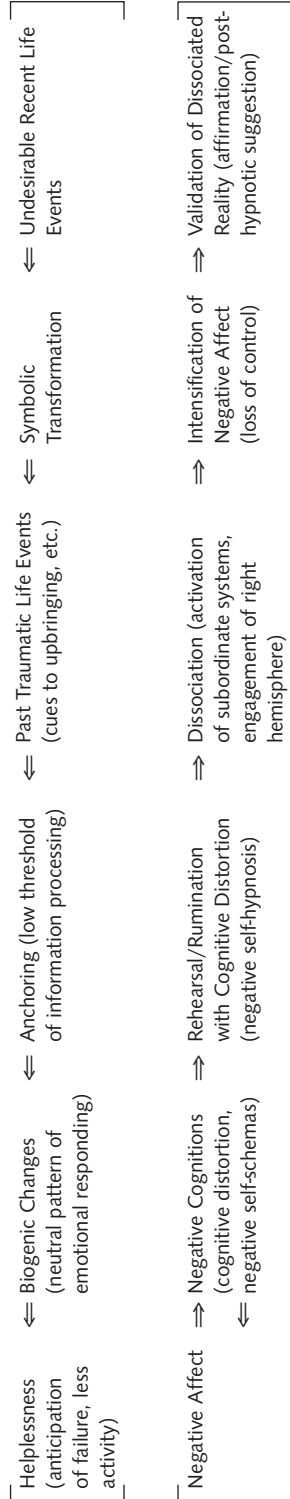 Helplessness
(anticipation
of failure, less
activity)
⇐ Biogenic Changes
(neutral pattern of
emotional responding)
⇐ Anchoring (low threshold
of information processing)
⇐ Past Traumatic Life Events
(cues to upbringing, etc.)
⇐ Symbolic
Transformation
⇐ Undesirable Recent Life
Events
Negative Affect
⇒ Negative Cognitions
(cognitive distortion,
⇐ negative self-schemas)
⇒ Rehearsal/Rumination
with Cognitive Distortion
(negative self-hypnosis)
⇒ Dissociation (activation
of subordinate systems,
engagement of right
hemisphere)
⇒ Intensification of
Negative Affect
(loss of control)
⇒ Validation of Dissociated
Reality (affirmation/post-
hypnotic suggestion)